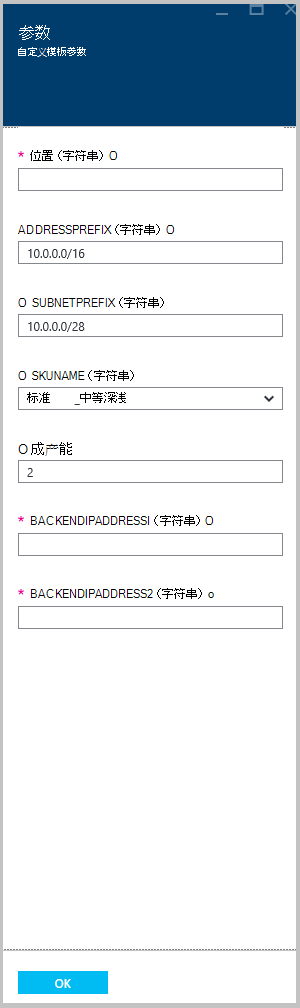 参数
自定义模板参数
* 位置 (字符串) O
ADDRESSPREFIX (字符串) O
10.0.0.0/16
O SUBNETPREFIX (字符串)
10.0.0.0/28
O SKUNAME (字符串)
标准 _中等深浅
O 成产能
2
* BACKENDIPADDRESSI (字符串) O
* BACKENDIPADDRESS2 (字符串) o
OK